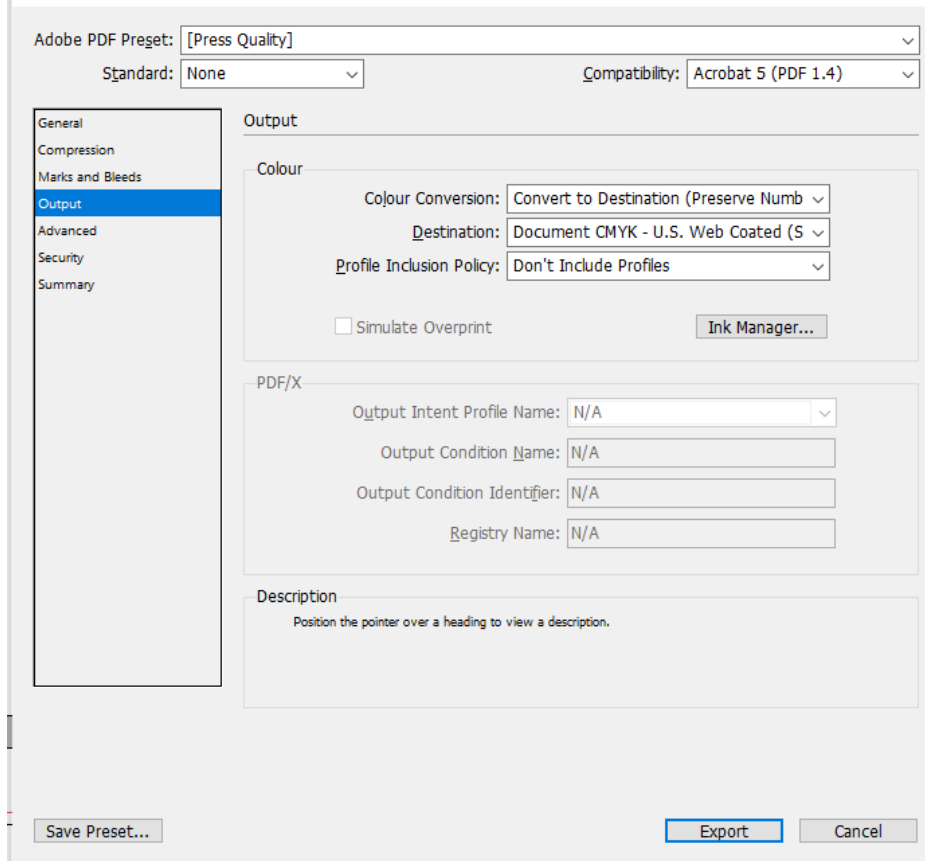 Adobe PDF Preset: [Press Quality]
Standard: None Compatibility: Acrobat 5 (PDF 1.4)
General
Compression
Marks and Bleeds
Output
Advanced
Security
Summary
Output
Colour
Colour Conversion: Convert to Destination (Preserve Numb
Destination: Document CMYK - U.S. Web Coated (S
Profile Inclusion Policy: Don't Include Profiles
Simulate Overprint Ink Manager...
PDF/X
Output Intent Profile Name: N/A
Output Condition Name: N/A
Output Condition Identifier: N/A
Registry Name: N/A
Description
Position the pointer over a heading to view a description.
Save Preset... Export Cancel